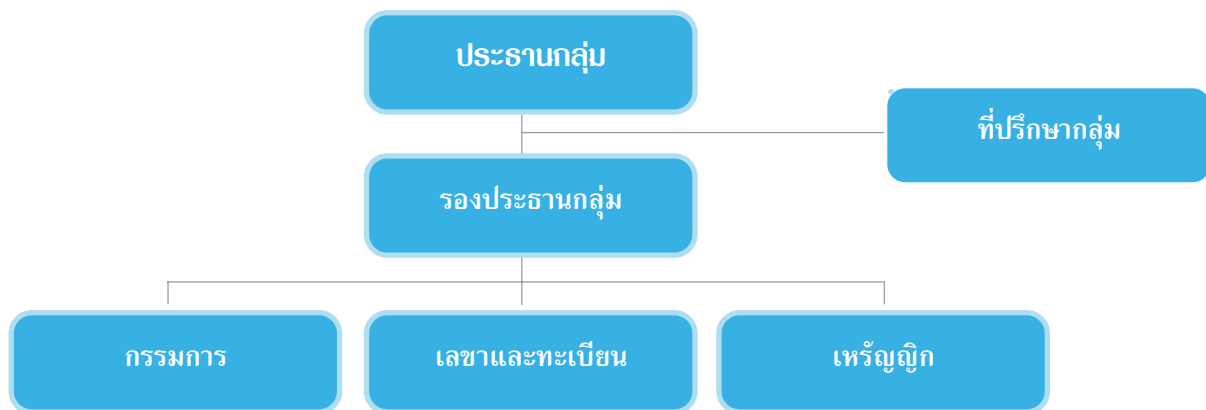 ประธานกลุ่ม
ที่ปรึกษากลุ่ม
รองประธานกลุ่ม
กรรมการ
เลขาและทะเบียน
เหรัญญิก